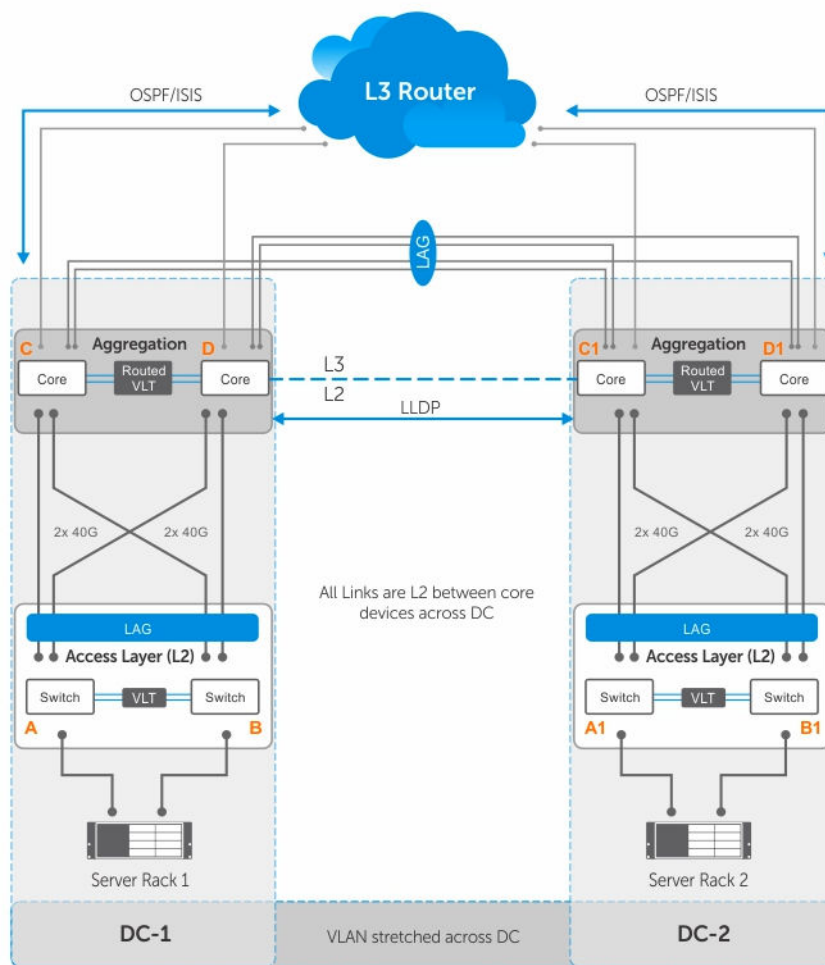 OSPF/ISIS
L3 Router
OSPF/ISIS
LAG
C
Aggregation
D
Core
Routed
VLT
Core
L3
L2
LLDP
C1
Aggregation
D1
Core
Routed
VLT
Core
2x 40G
2x 40G
2x 40G
2x 40G
All Links are L2 between core
devices across DC
LAG
Access Layer (L2)
Switch
VLT
Switch
A
B
LAG
Access Layer (L2)
Switch
VLT
Switch
A1
B1
Server Rack 1
Server Rack 2
DC-1
VLAN stretched across DC
DC-2